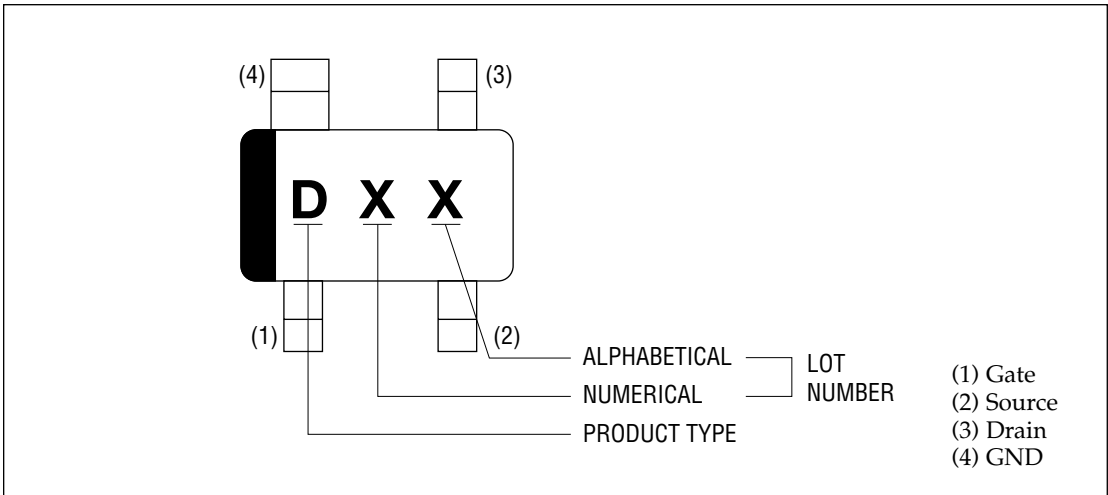 (4) (3)
D X X
(1) (2)
ALPHABETICAL
NUMERICAL
PRODUCT TYPE
LOT
NUMBER
(1) Gate
(2) Source
(3) Drain
(4) GND